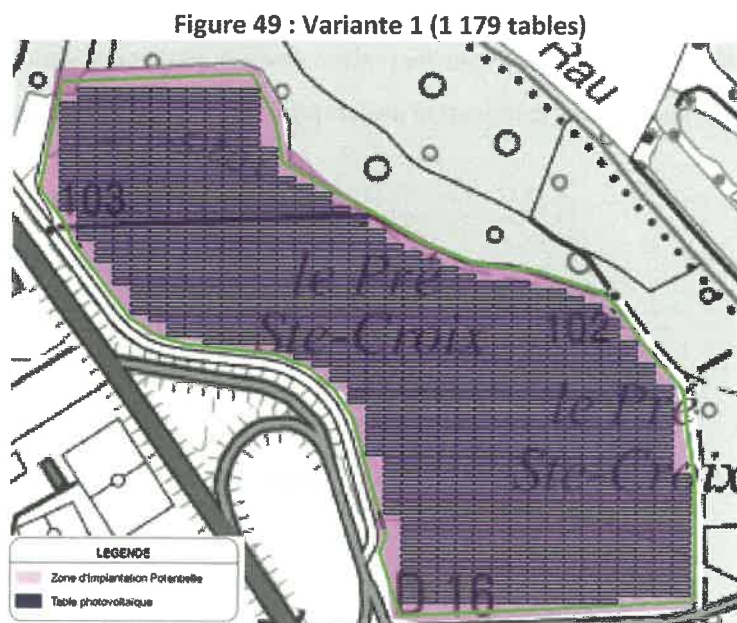 Figure 49 : Variante 1 (1 179 tables)
Rau
103
le Pré
Ste-Croix
102
le Pré
Ste-Croix
D 16
LEGENDE
Zone d'Implantation Potentielle
Table photovoltaïque